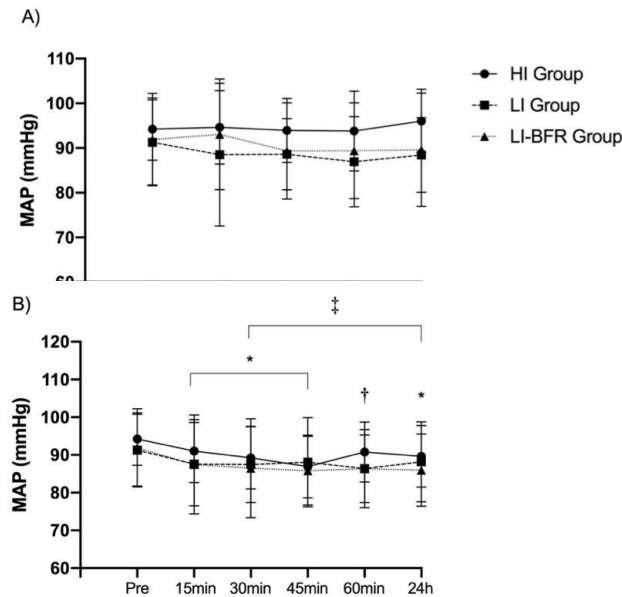 A)
110
100
90
80
70
60
MAP (mmHg)
HI Group
LI Group
LI-BFR Group
B)
‡
*
†
*
120
110
100
90
80
70
60
MAP (mmHg)
Pre 15min 30min 45min 60min 24h